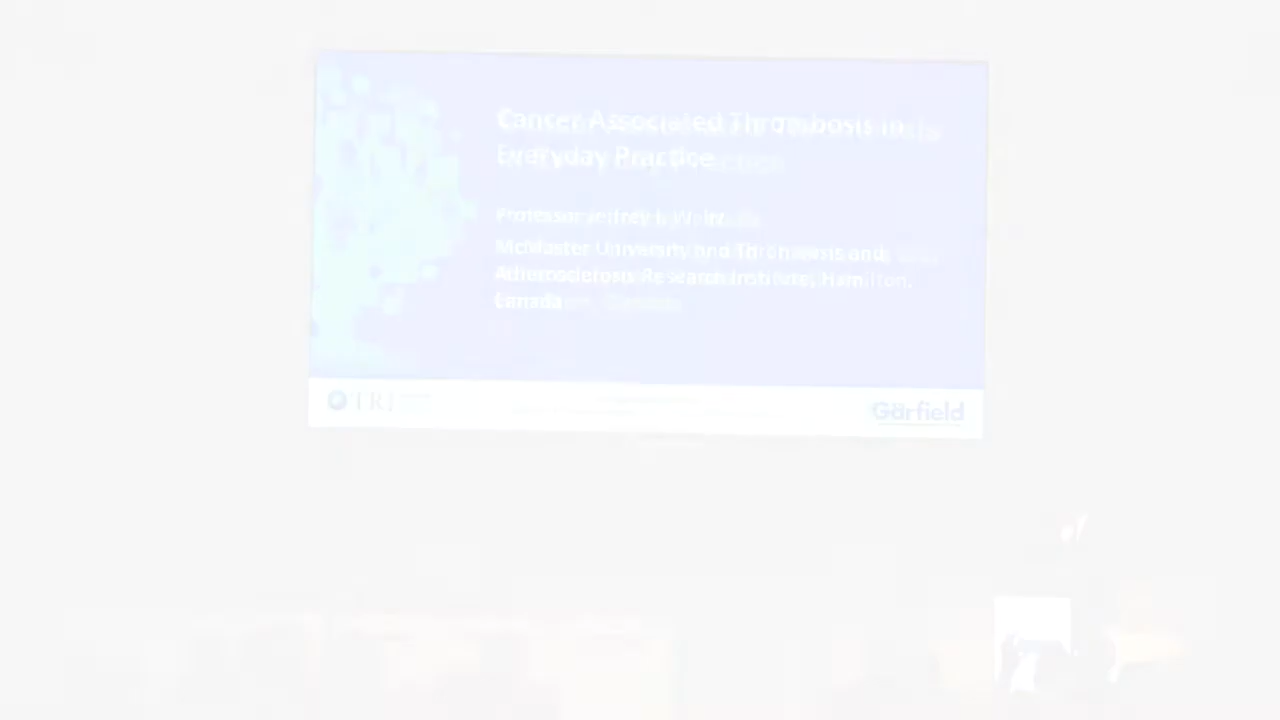 Cancer Associated Thrombosis in
Everyday Practice
Professor Jeffrey I. Weitz
McMaster University and Thrombosis and
Atherosclerosis Research Institute, Hamilton,
Canada
TRI
Garfield